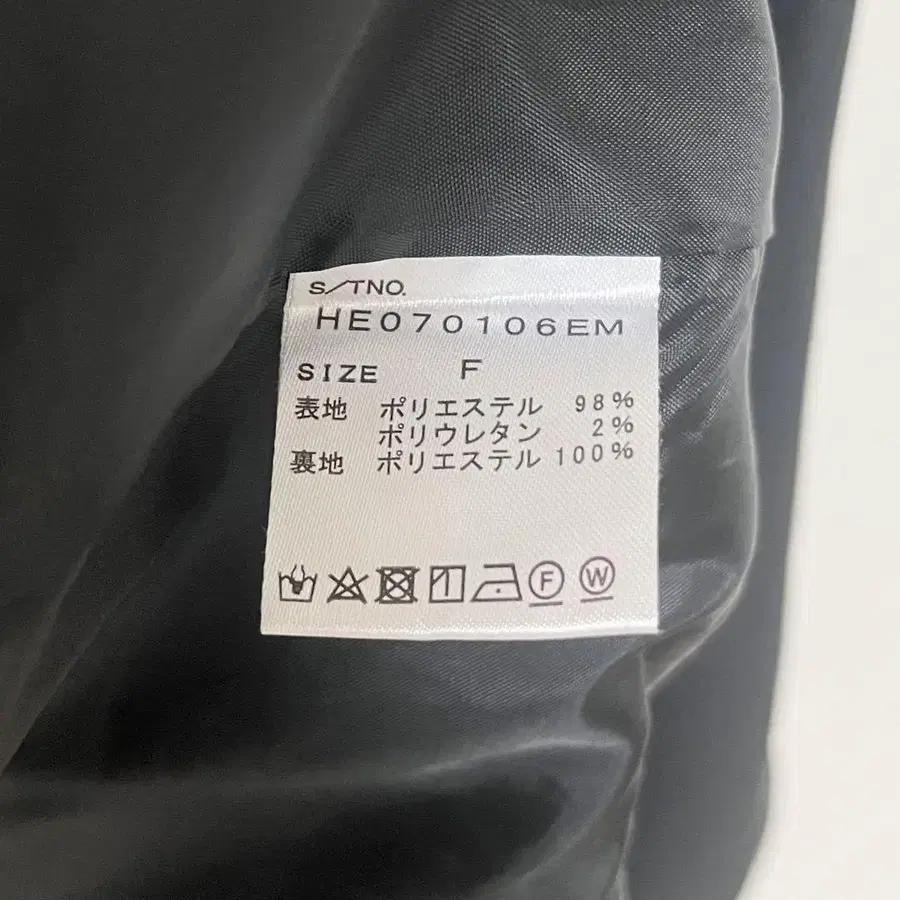 S/TNO.
HE070106EM
SIZE F
表地 ポリエステル 98%
ポリウレタン 2%
裏地 ポリエステル 100%
F W